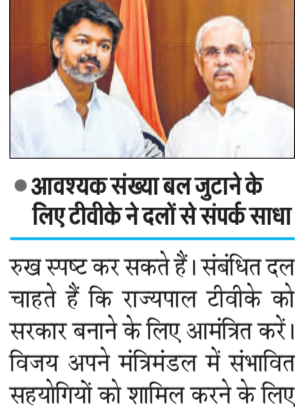 ● आवश्यक संख्या बल जुटाने के
लिए टीवीके ने दलों से संपर्क साधा
रुख स्पष्ट कर सकते हैं। संबंधित दल
चाहते हैं कि राज्यपाल टीवीके को
सरकार बनाने के लिए आमंत्रित करें।
विजय अपने मंत्रिमंडल में संभावित
सहयोगियों को शामिल करने के लिए